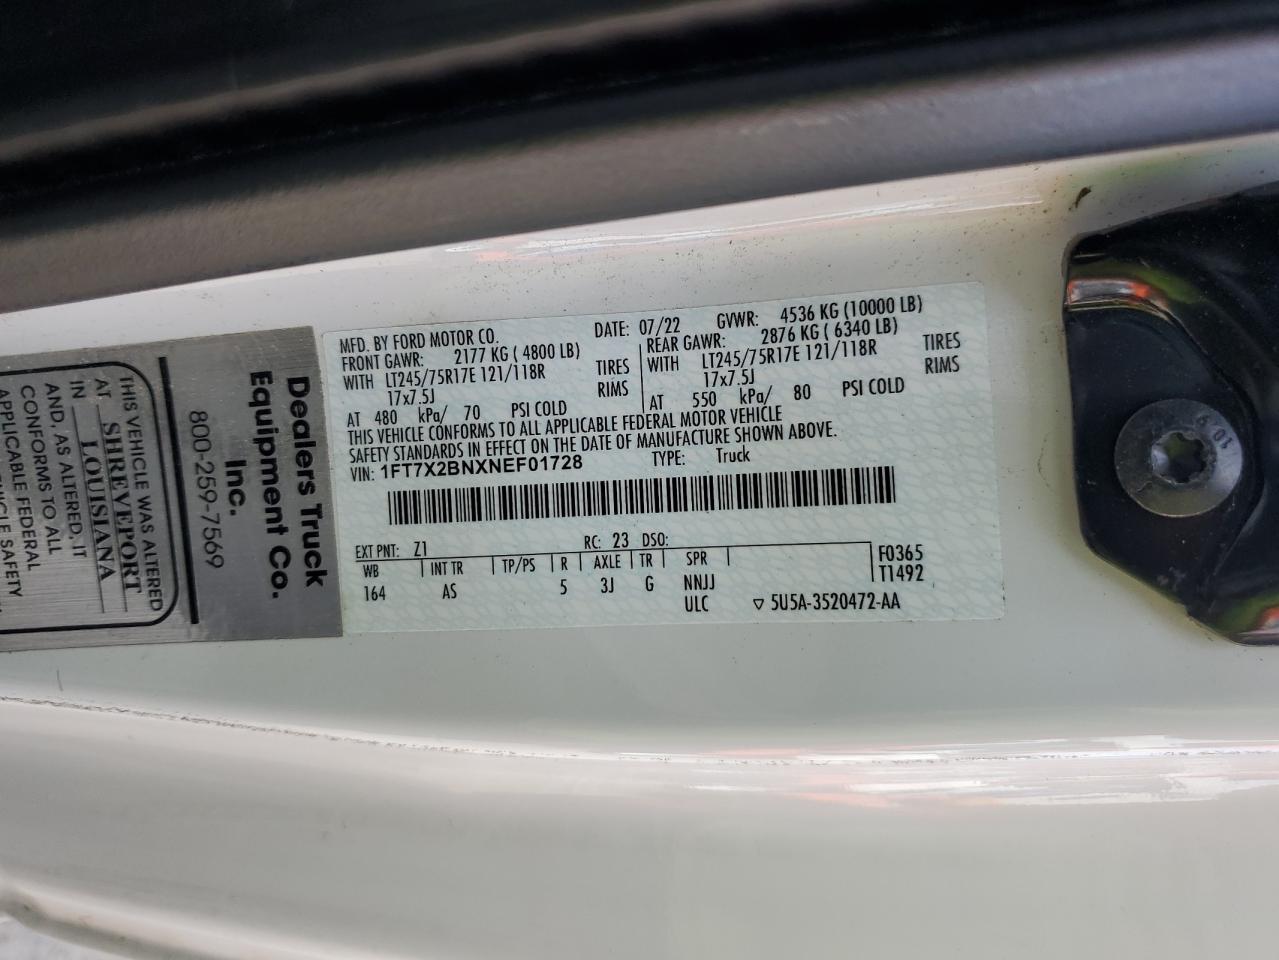 MFD. BY FORD MOTOR CO. DATE: 07/22 GVWR: 4536 KG (10000 LB)
FRONT GAWR: 2177 KG ( 4800 LB) REAR GAWR: 2876 KG ( 6340 LB)
WITH LT245/75R17E 121/118R TIRES WITH LT245/75R17E 121/118R TIRES
17x7.5J RIMS 17x7.5J RIMS
AT 480 kPa/ 70 PSI COLD AT 550 kPa/ 80 PSI COLD
THIS VEHICLE CONFORMS TO ALL APPLICABLE FEDERAL MOTOR VEHICLE
SAFETY STANDARDS IN EFFECT ON THE DATE OF MANUFACTURE SHOWN ABOVE.
VIN: 1FT7X2BNXNEF01728 TYPE: Truck
EXT PNT: Z1 RC: 23 DSO: F0365
WB INT TR TP/PS R AXLE TR SPR T1492
164 AS 5 3J G NNJJ
ULC ▽ 5U5A-3520472-AA
Dealers Truck
Equipment Co.
Inc.
800-259-7569
THIS VEHICLE WAS ALTERED
AT SHREVEPORT
IN LOUISIANA
AND, AS ALTERED, IT
CONFORMS TO ALL
APPLICABLE FEDERAL
VEHICLE SAFETY
10.9